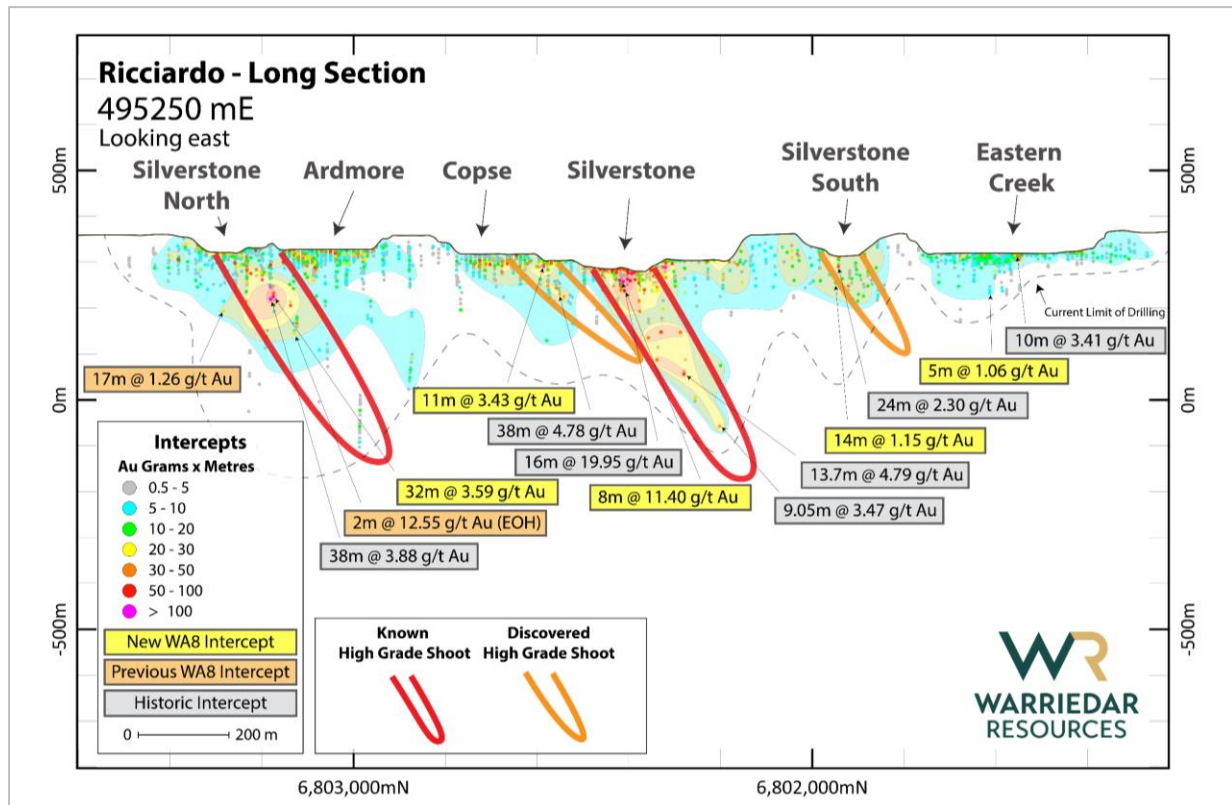 Ricciardo - Long Section
495250 mE
Looking east
Silverstone
North
Ardmore
Copse
Silverstone
Silverstone
South
Eastern
Creek
500m
0m
-500m
500m
0m
-500m
Current Limit of Drilling
10m @ 3.41 g/t Au
17m @ 1.26 g/t Au
5m @ 1.06 g/t Au
11m @ 3.43 g/t Au
24m @ 2.30 g/t Au
38m @ 4.78 g/t Au
14m @ 1.15 g/t Au
16m @ 19.95 g/t Au
13.7m @ 4.79 g/t Au
32m @ 3.59 g/t Au
8m @ 11.40 g/t Au
9.05m @ 3.47 g/t Au
2m @ 12.55 g/t Au (EOH)
38m @ 3.88 g/t Au
Intercepts
Au Grams x Metres
0.5 - 5
5 - 10
10 - 20
20 - 30
30 - 50
50 - 100
> 100
New WA8 Intercept
Previous WA8 Intercept
Historic Intercept
0 200 m
Known
High Grade Shoot
Discovered
High Grade Shoot
WR
WARRIEDAR
RESOURCES
6,803,000mN
6,802,000mN